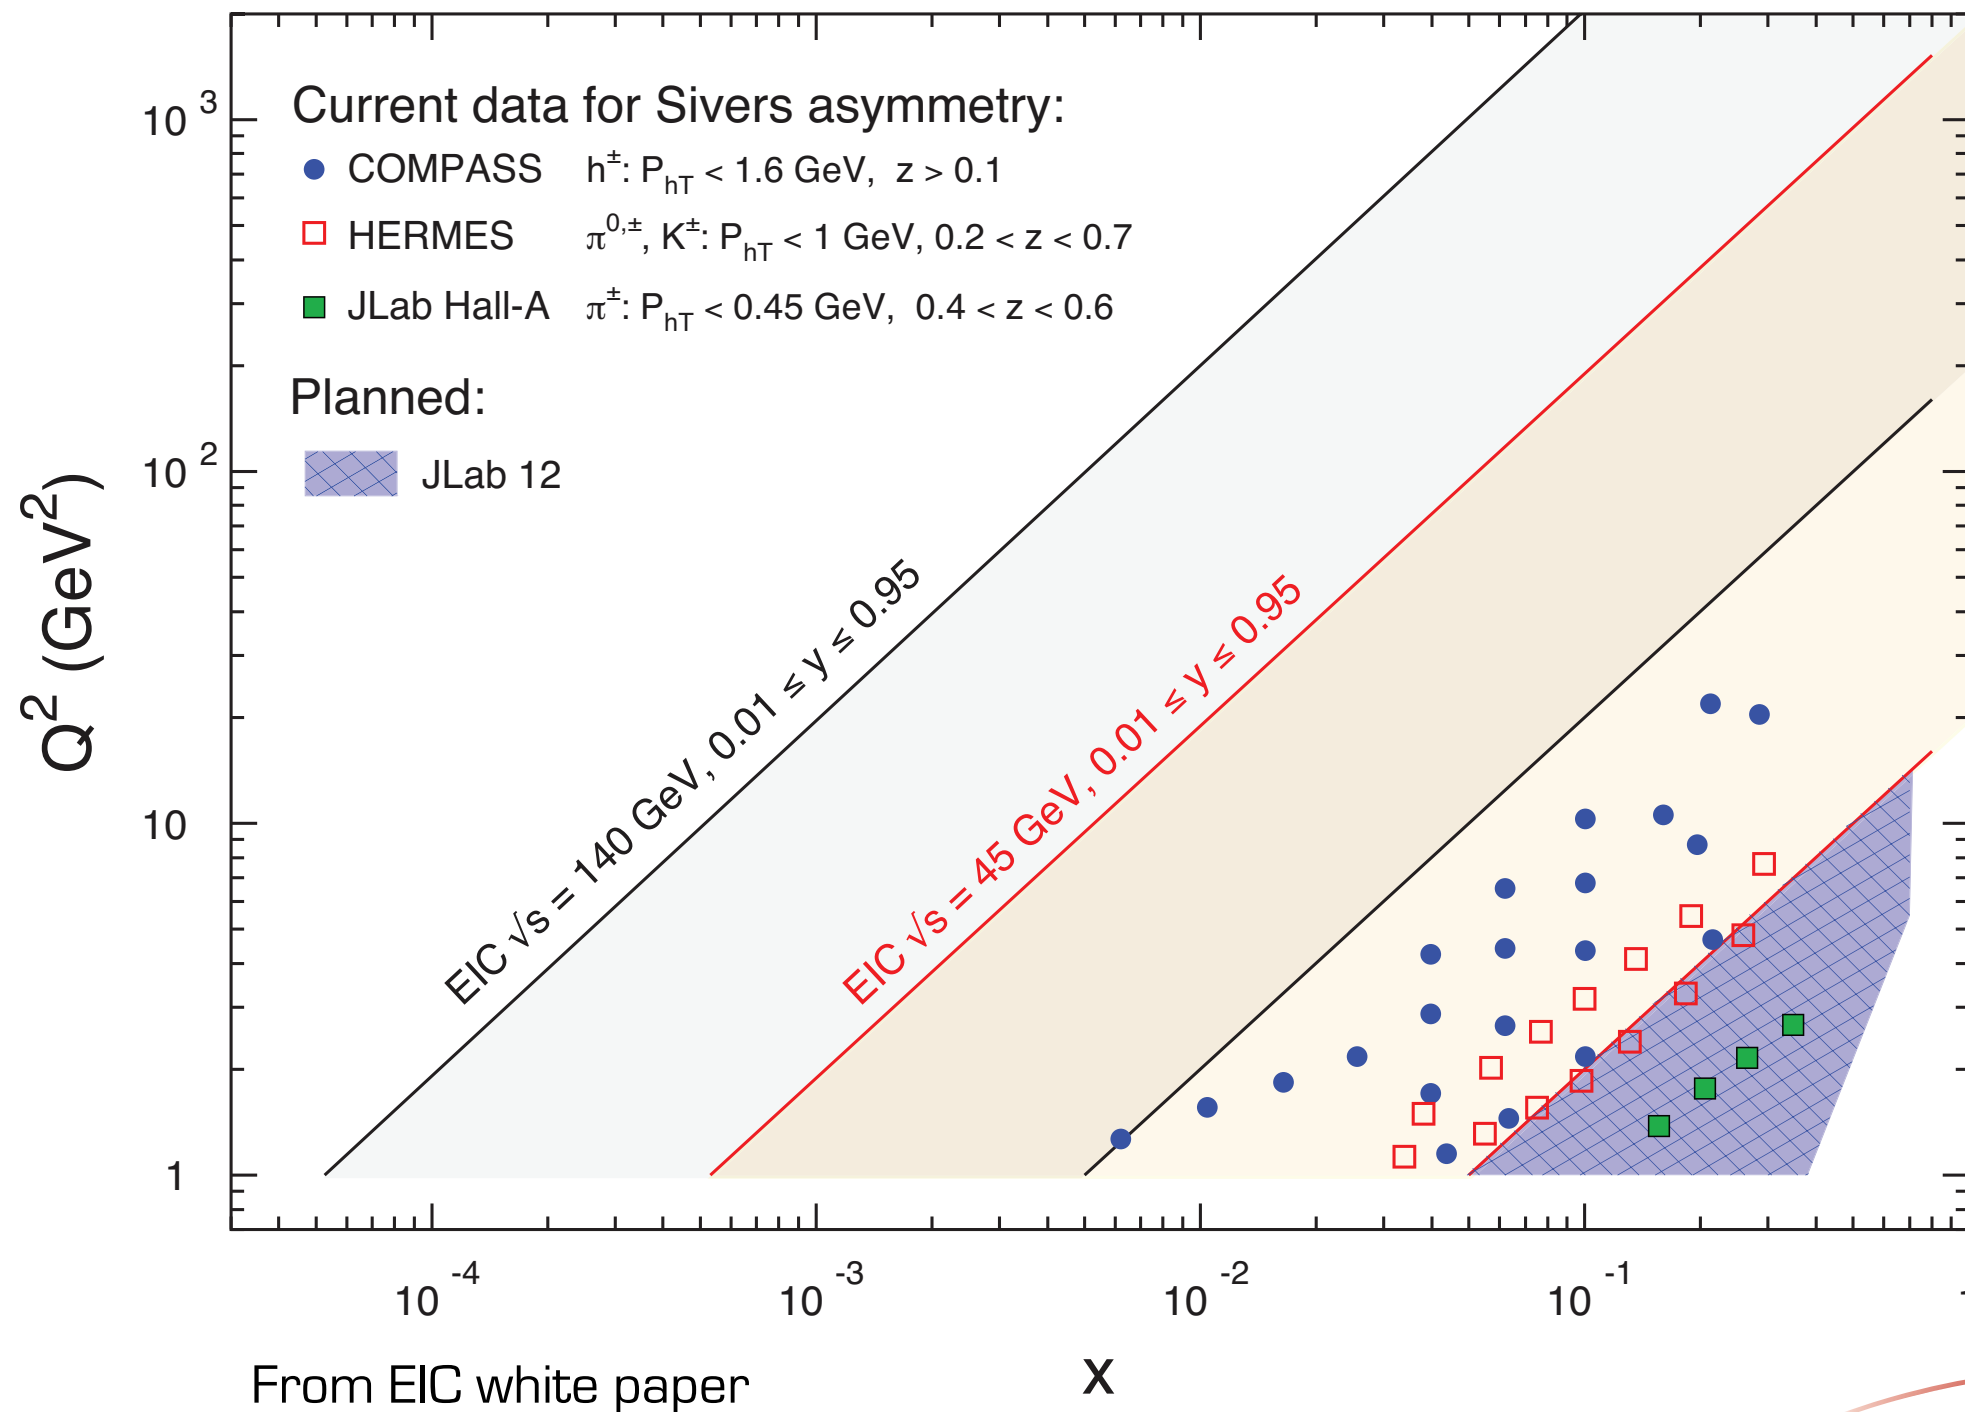 Current data for Sivers asymmetry:
COMPASS h±: PhT < 1.6 GeV, z > 0.1
HERMES π0,±, K±: PhT < 1 GeV, 0.2 < z < 0.7
JLab Hall-A π±: PhT < 0.45 GeV, 0.4 < z < 0.6
Planned:
JLab 12
EIC √s = 140 GeV, 0.01 ≤ y ≤ 0.95
EIC √s = 45 GeV, 0.01 ≤ y ≤ 0.95
Q2 (GeV2)
10 3
10 2
10
1
10 -4 10 -3 10 -2 10 -1
x
From EIC white paper